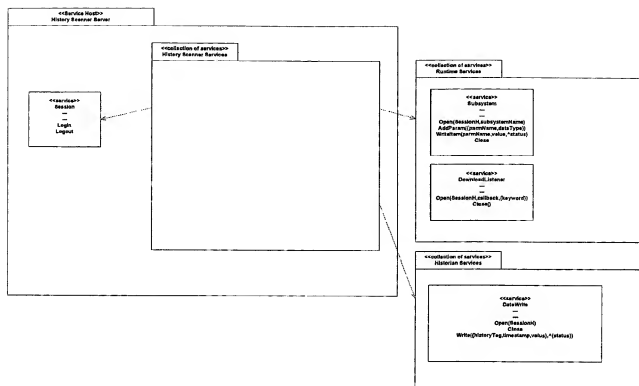 <<Service Host>>
History Scanner Server
<<collection of services>>
History Scanner Services
<<service>>
Session
---
---
Login
Logout
<<collection of services>>
Runtime Services
<<service>>
Subsystem
---
---
Open(SessionH,subsystemName)
AddParam({parmName,dataType})
WriteItem(parmName,value,*status)
Close
<<service>>
DownloadListener
---
---
Open(SessionH,callback,{keyword})
Close()
<<collection of services>>
Historian Services
<<service>>
DataWrite
---
---
Open(SessionH)
Close
Write({historyTag,timestamp,value},*{status})